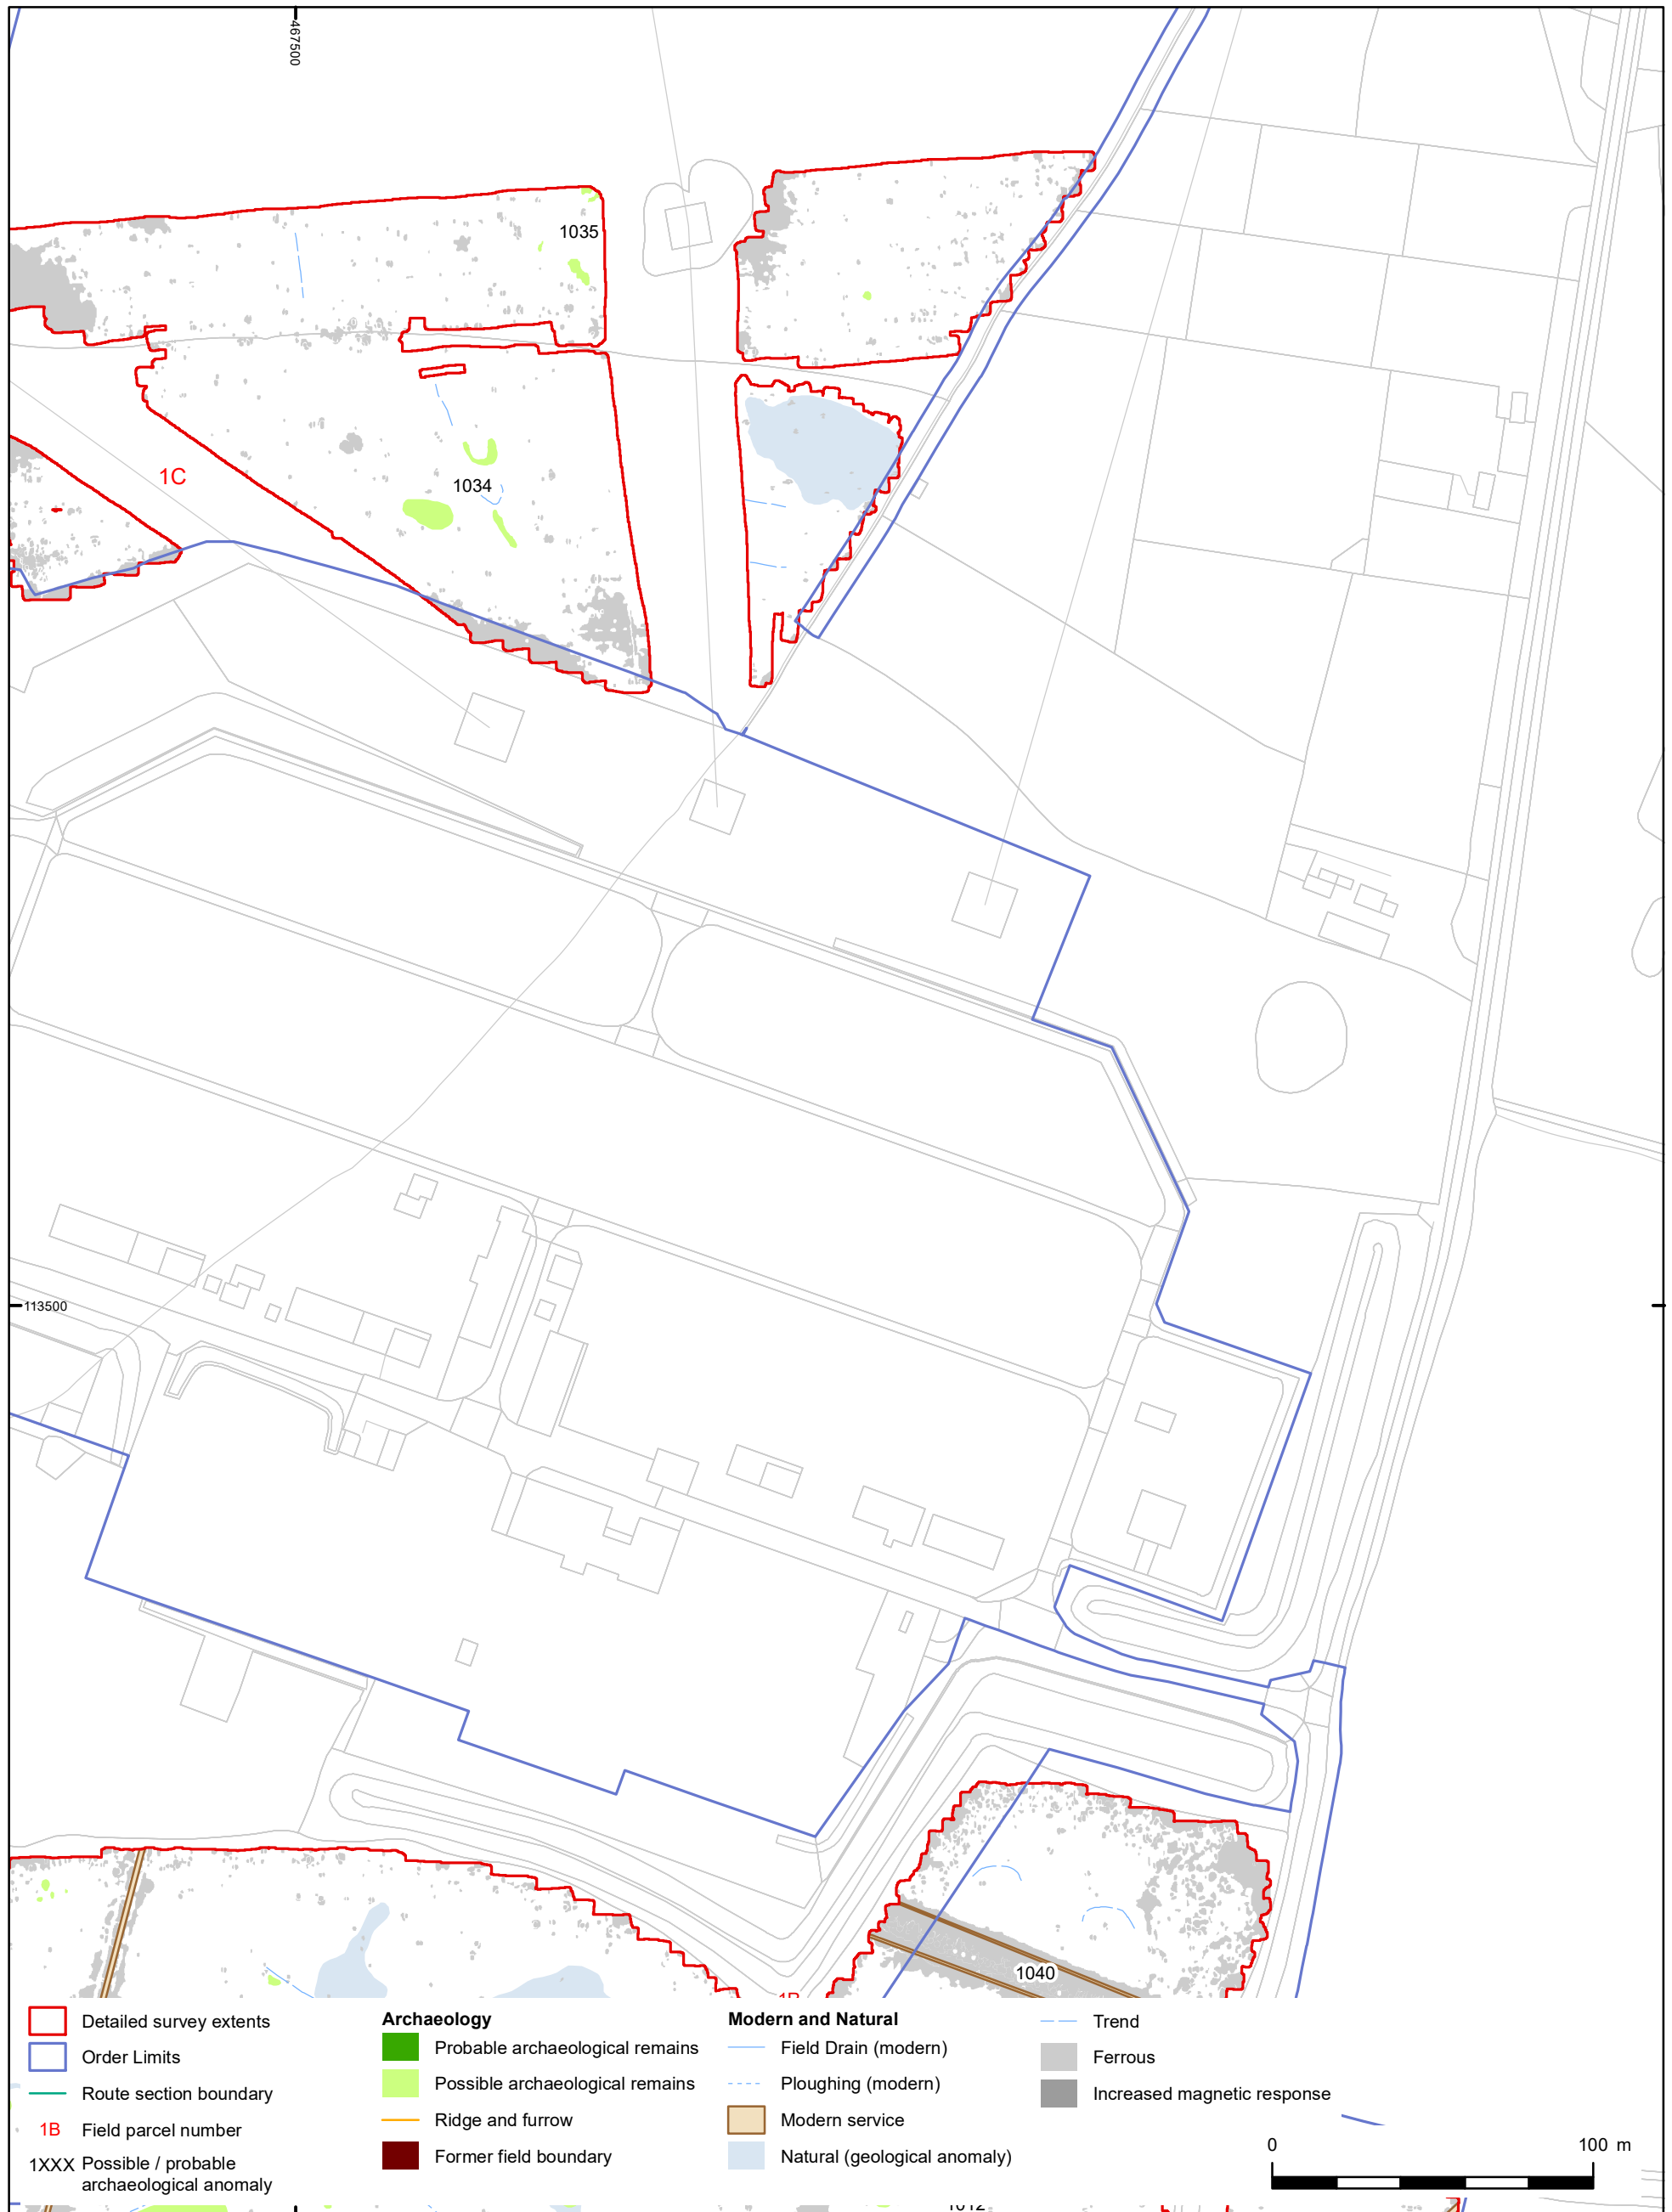 467500
1035
1C
1034
113500
1040
1B
Detailed survey extents
Order Limits
Route section boundary
1B Field parcel number
1XXX Possible / probable
archaeological anomaly
Archaeology
Probable archaeological remains
Possible archaeological remains
Ridge and furrow
Former field boundary
Modern and Natural
Field Drain (modern)
Ploughing (modern)
Modern service
Natural (geological anomaly)
Trend
Ferrous
Increased magnetic response
0 100 m